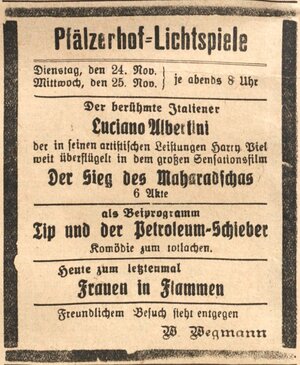 Pfälzerhof=Lichtspiele
Dienstag, den 24. Nov.
Mittwoch, den 25. Nov. } je abends 8 Uhr
Der berühmte Italiener
Luciano Albertini
der in seinen artistischen Leistungen Harry Piel
weit überflügelt in dem großen Sensationsfilm
Der Sieg des Maharadschas
6 Akte
als Beiprogramm
Tip und der Petroleum=Schieber
Komödie zum totlachen.
Heute zum letztenmal
Frauen in Flammen
Freundlichem Besuch sieht entgegen
W. Wegmann